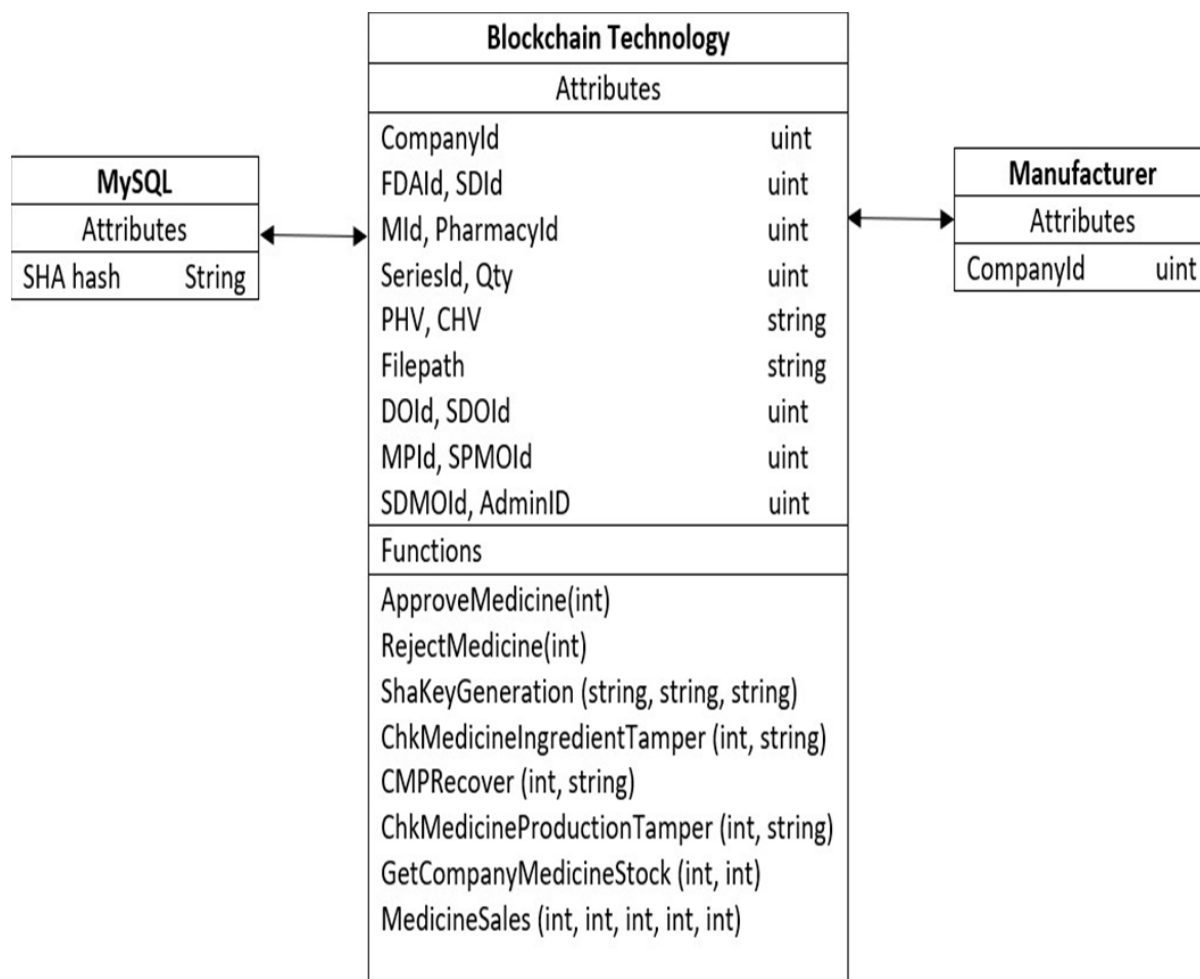 MySQL
Attributes
SHA hash String
Blockchain Technology
Attributes
CompanyId uint
FDAId, SDId uint
MId, PharmacyId uint
SeriesId, Qty uint
PHV, CHV string
Filepath string
DOId, SDOId uint
MPId, SPMOId uint
SDMOId, AdminID uint
Functions
ApproveMedicine(int)
RejectMedicine(int)
ShaKeyGeneration (string, string, string)
ChkMedicineIngredientTamper (int, string)
CMPRecover (int, string)
ChkMedicineProductionTamper (int, string)
GetCompanyMedicineStock (int, int)
MedicineSales (int, int, int, int, int)
Manufacturer
Attributes
CompanyId uint